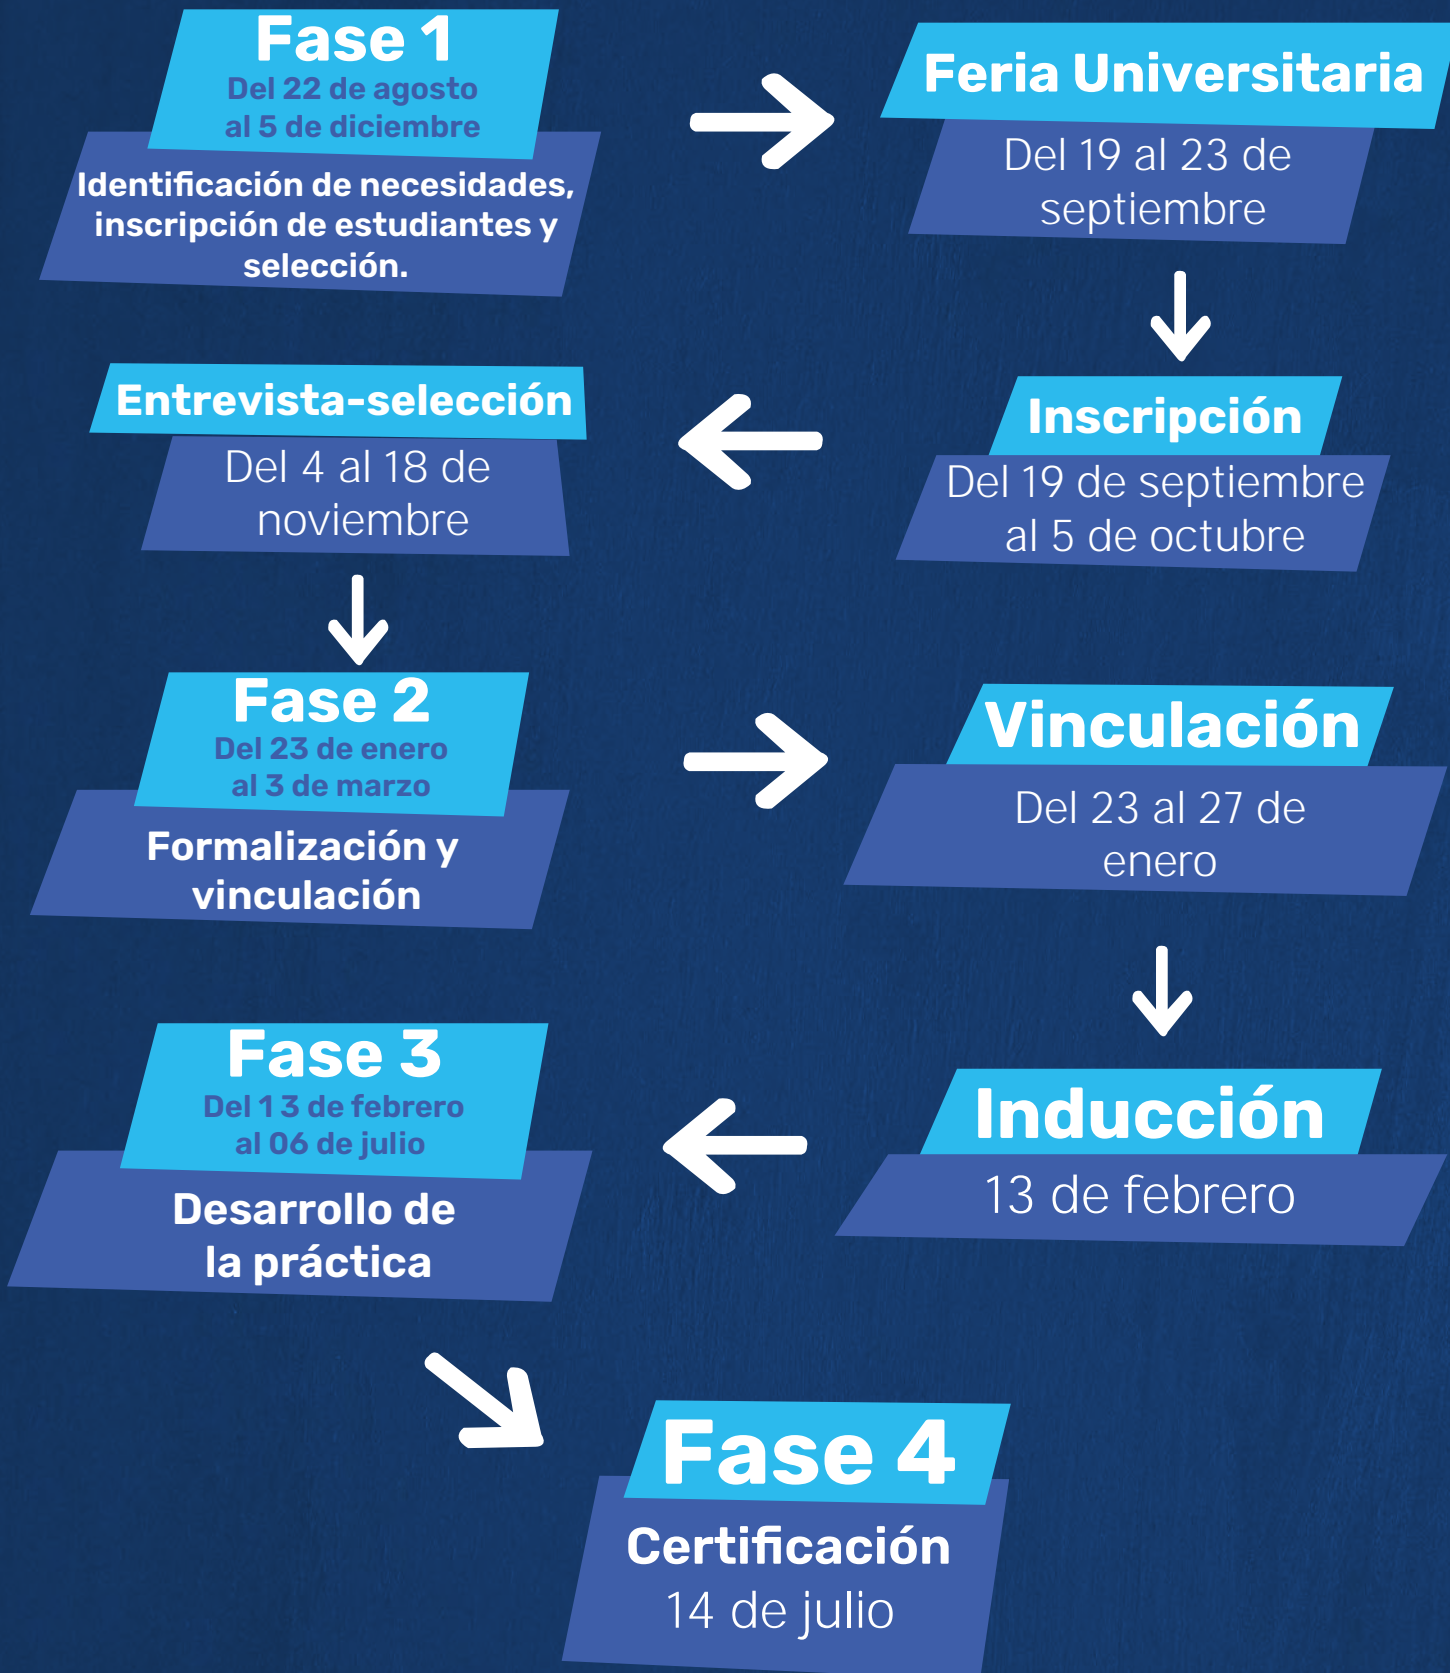 Fase 1
Del 22 de agosto
al 5 de diciembre
Identificación de necesidades,
inscripción de estudiantes y
selección.
Feria Universitaria
Del 19 al 23 de
septiembre
Inscripción
Del 19 de septiembre
al 5 de octubre
Entrevista-selección
Del 4 al 18 de
noviembre
Fase 2
Del 23 de enero
al 3 de marzo
Formalización y
vinculación
Vinculación
Del 23 al 27 de
enero
Inducción
13 de febrero
Fase 3
Del 1 3 de febrero
al 06 de julio
Desarrollo de
la práctica
Fase 4
Certificación
14 de julio